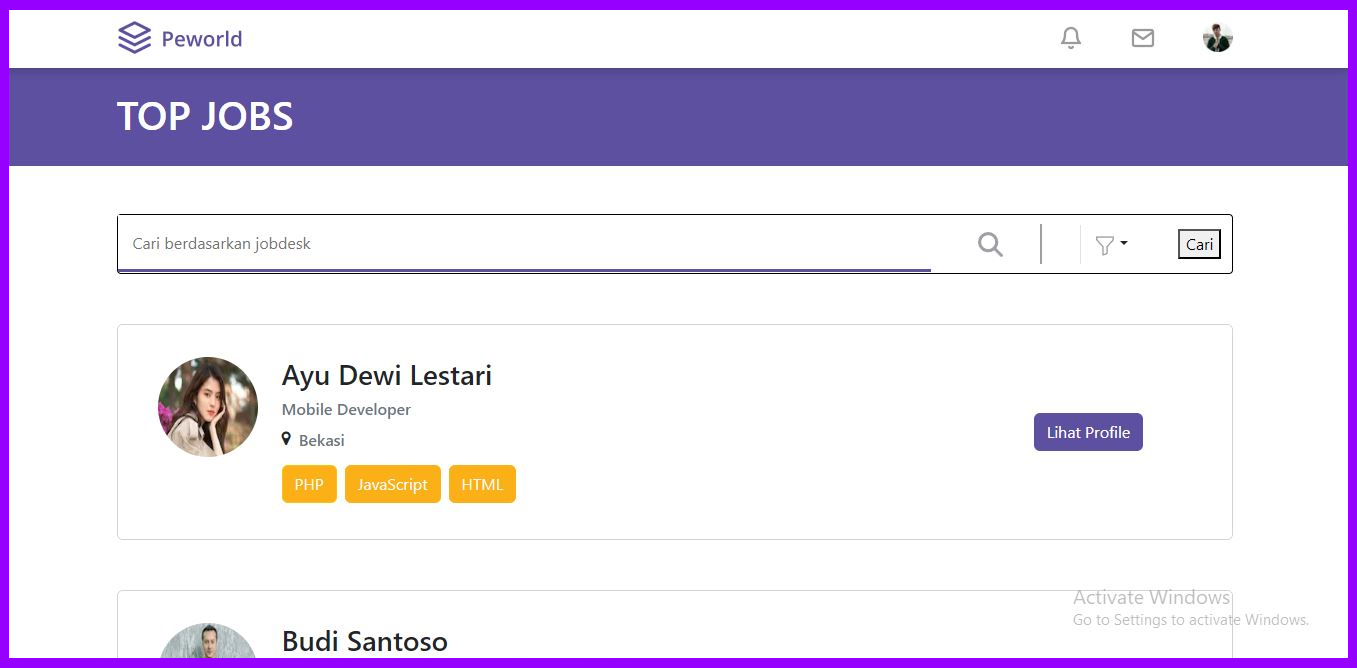 Peworld
TOP JOBS
Cari berdasarkan jobdesk
Cari
Ayu Dewi Lestari
Mobile Developer
Bekasi
Lihat Profile
PHP JavaScript HTML
Activate Windows
Go to Settings to activate Windows.
Budi Santoso